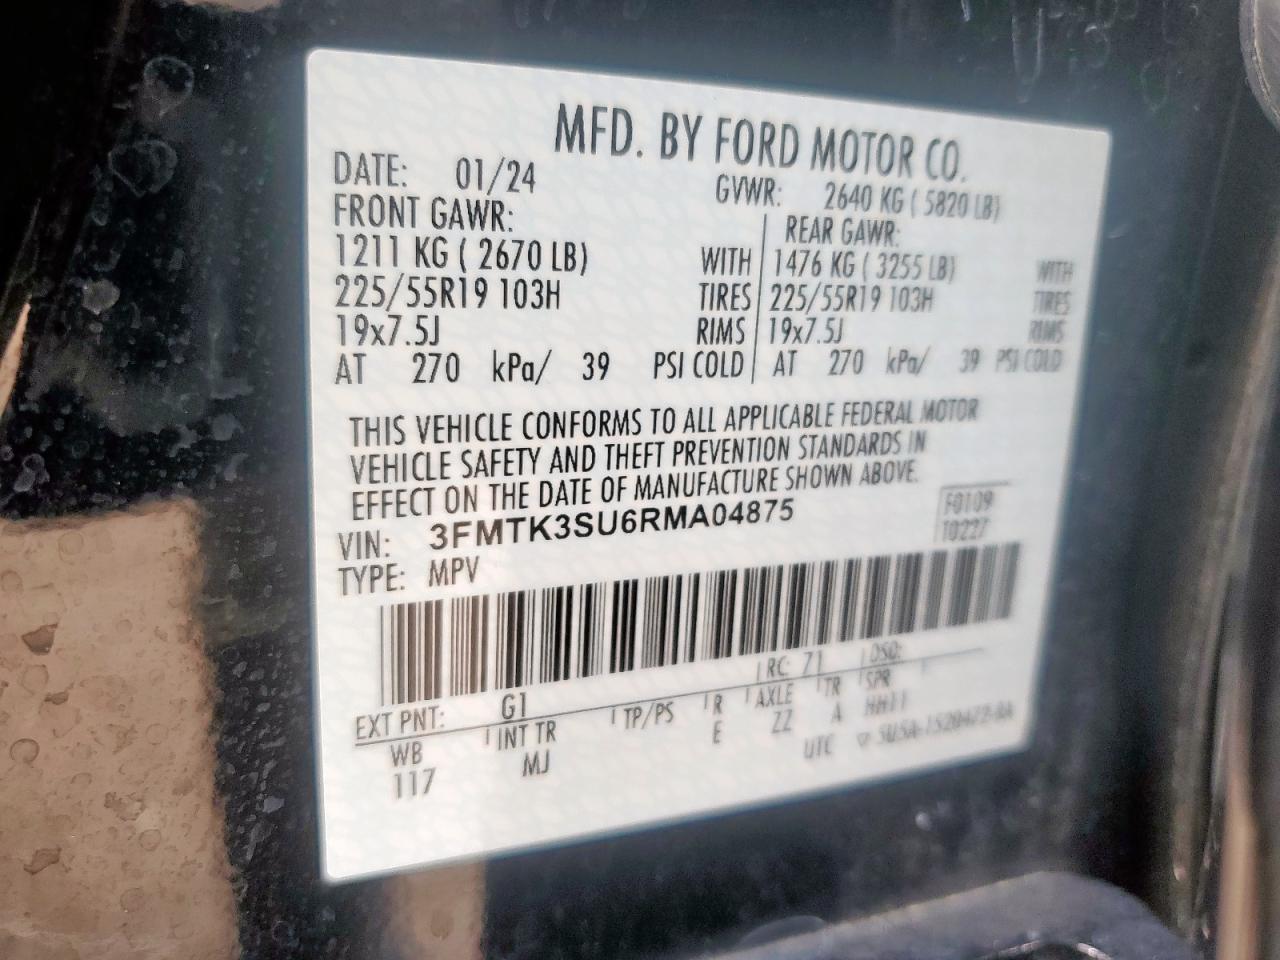 MFD. BY FORD MOTOR CO.
DATE: 01/24 GVWR: 2640 KG ( 5820 LB)
FRONT GAWR: REAR GAWR:
1211 KG ( 2670 LB) WITH 1476 KG ( 3255 LB) WITH
225/55R19 103H TIRES 225/55R19 103H TIRES
19x7.5J RIMS 19x7.5J RIMS
AT 270 kPa/ 39 PSI COLD AT 270 kPa/ 39 PSI COLD
THIS VEHICLE CONFORMS TO ALL APPLICABLE FEDERAL MOTOR
VEHICLE SAFETY AND THEFT PREVENTION STANDARDS IN
EFFECT ON THE DATE OF MANUFACTURE SHOWN ABOVE.
VIN: 3FMTK3SU6RMA04875
F0109
T0227
TYPE: MPV
EXT PNT: G1 RC: 71 DSO:
WB INT TR TP/PS R AXLE TR SPR
117 MJ E ZZ A HH11
UTC